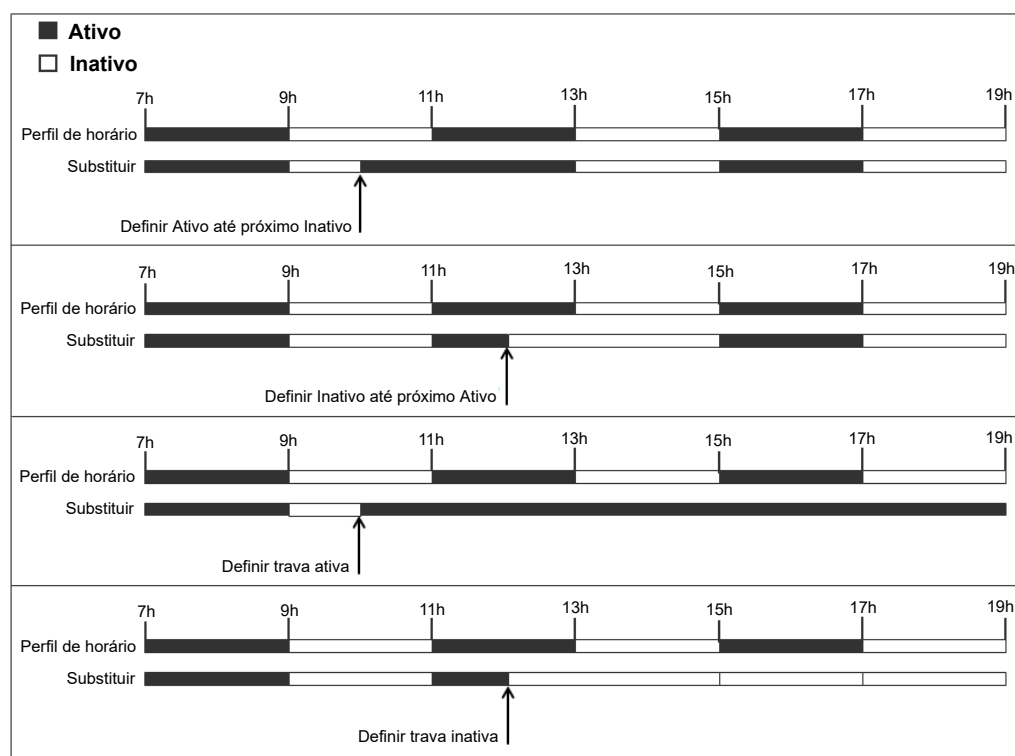 Ativo
Inativo
7h 9h 11h 13h 15h 17h 19h
Perfil de horário
Substituir
Definir Ativo até próximo Inativo
7h 9h 11h 13h 15h 17h 19h
Perfil de horário
Substituir
Definir Inativo até próximo Ativo
7h 9h 11h 13h 15h 17h 19h
Perfil de horário
Substituir
Definir trava ativa
7h 9h 11h 13h 15h 17h 19h
Perfil de horário
Substituir
Definir trava inativa